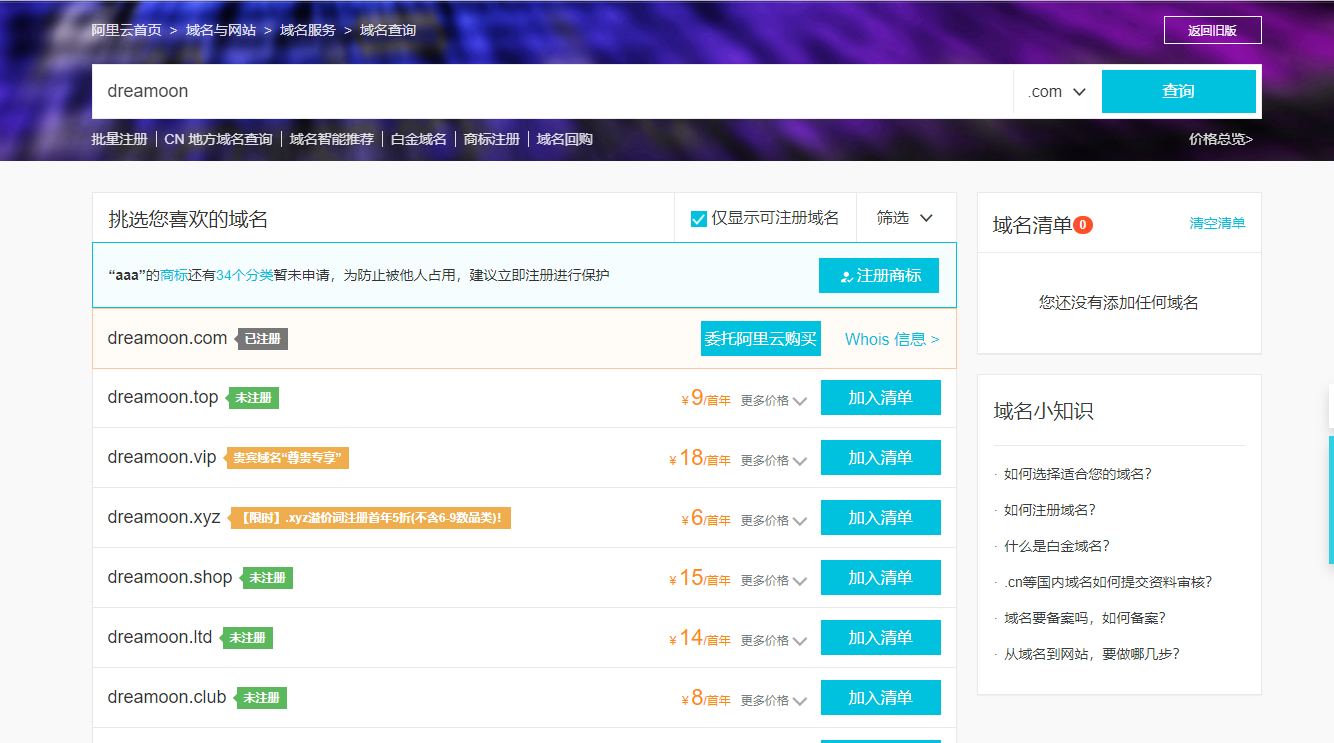 阿里云首页 > 域名与网站 > 域名服务 > 域名查询
返回旧版
dreamoon
.com
查询
批量注册 | CN 地方域名查询 | 域名智能推荐 | 白金域名 | 商标注册 | 域名回购
价格总览>
挑选您喜欢的域名
仅显示可注册域名
筛选
“aaa”的商标还有34个分类暂未申请，为防止被他人占用，建议立即注册进行保护
注册商标
dreamoon.com 已注册
委托阿里云购买
Whois 信息 >
dreamoon.top 未注册
¥ 9/首年 更多价格
加入清单
dreamoon.vip 贵宾域名“尊贵专享”
¥ 18/首年 更多价格
加入清单
dreamoon.xyz 【限时】.xyz溢价词注册首年5折(不含6-9数品类)！
¥ 6/首年 更多价格
加入清单
dreamoon.shop 未注册
¥ 15/首年 更多价格
加入清单
dreamoon.ltd 未注册
¥ 14/首年 更多价格
加入清单
dreamoon.club 未注册
¥ 8/首年 更多价格
加入清单
域名清单 0
清空清单
您还没有添加任何域名
域名小知识
· 如何选择适合您的域名？
· 如何注册域名？
· 什么是白金域名？
· .cn等国内域名如何提交资料审核？
· 域名要备案吗，如何备案？
· 从域名到网站，要做哪几步？